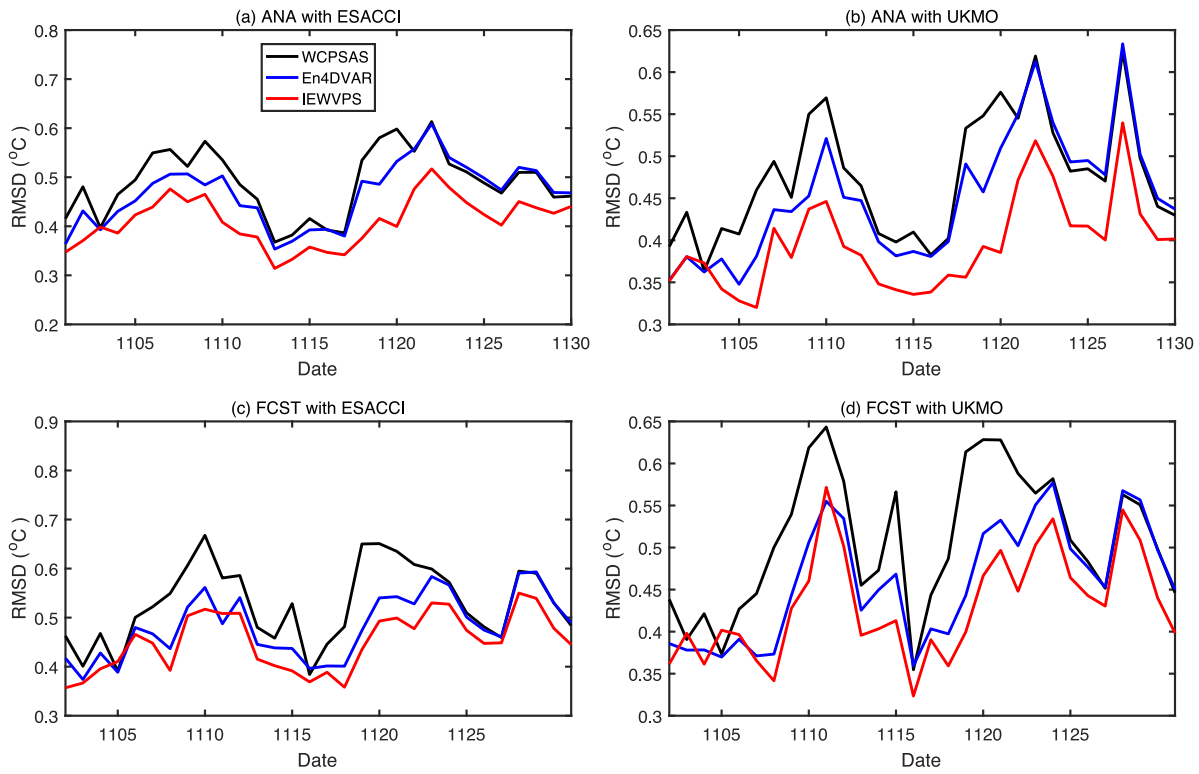 (a) ANA with ESACCI
0.8
0.7
0.6
0.5
0.4
0.3
0.2
RMSD (°C)
WCPSAS
En4DVAR
IEWVPS
1105 1110 1115 1120 1125 1130
Date
(b) ANA with UKMO
0.65
0.6
0.55
0.5
0.45
0.4
0.35
0.3
RMSD (°C)
1105 1110 1115 1120 1125 1130
Date
(c) FCST with ESACCI
0.9
0.8
0.7
0.6
0.5
0.4
0.3
RMSD (°C)
1105 1110 1115 1120 1125
Date
(d) FCST with UKMO
0.65
0.6
0.55
0.5
0.45
0.4
0.35
0.3
RMSD (°C)
1105 1110 1115 1120 1125
Date